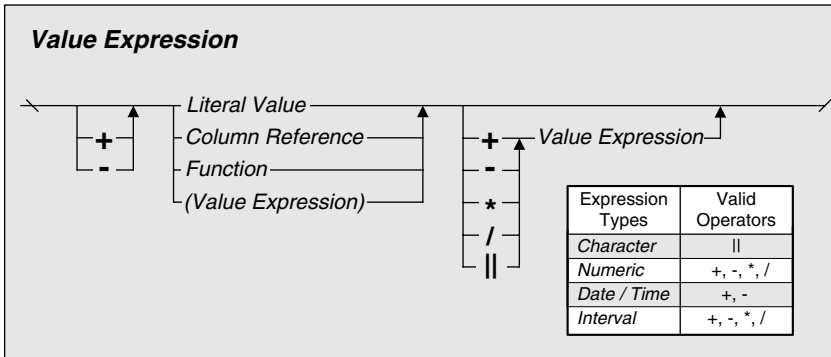 Value Expression
Literal Value
+ Column Reference + Value Expression
- Function -
(Value Expression) *
/
||
Expression Types Valid Operators
Character ||
Numeric +, -, *, /
Date / Time +, -
Interval +, -, *, /